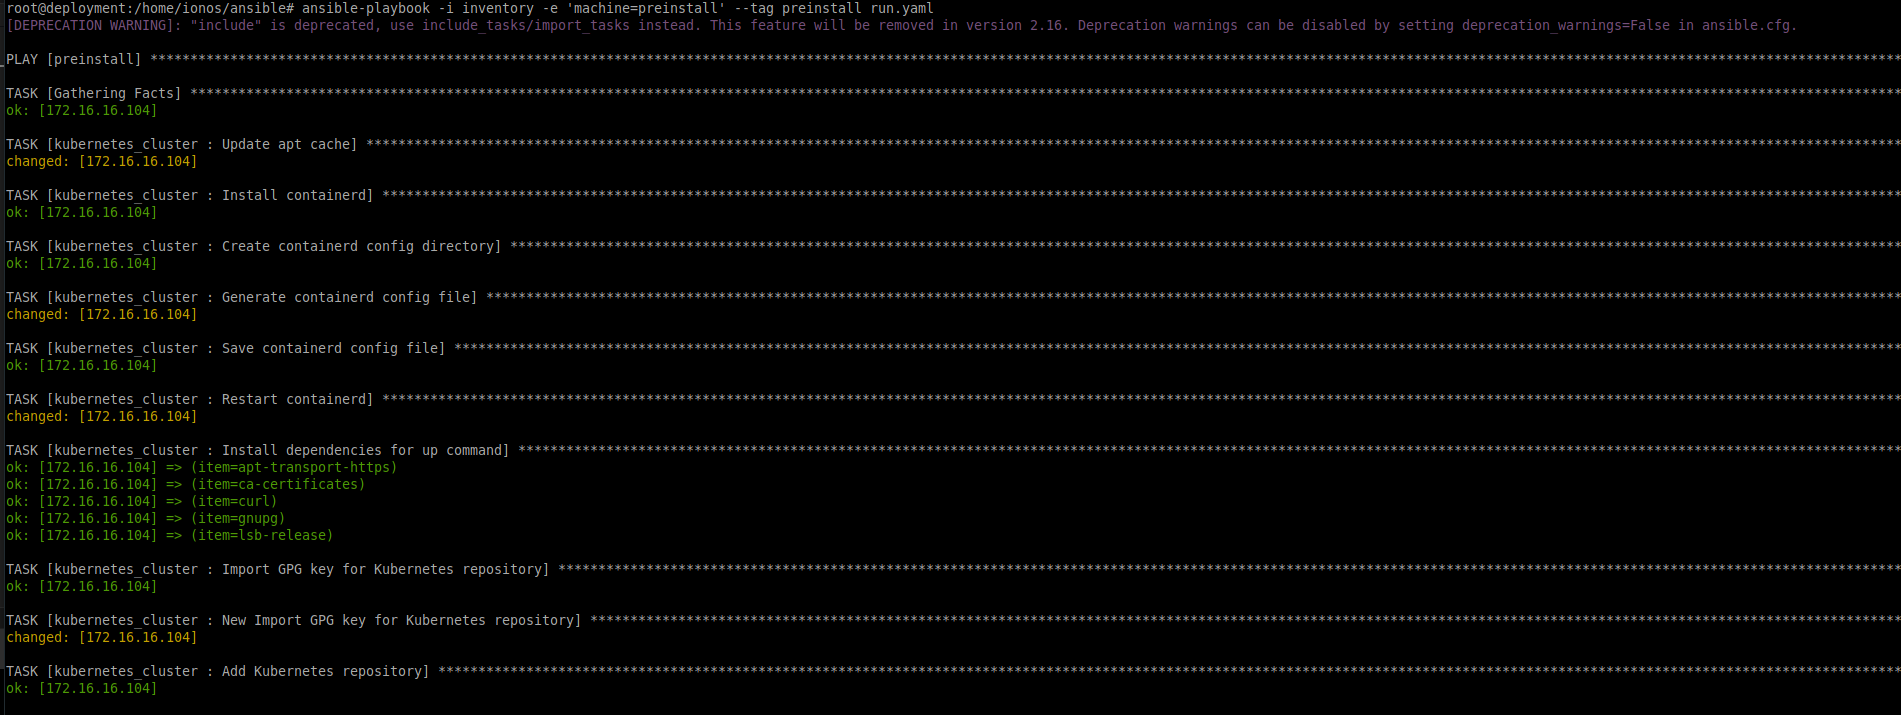 root@deployment:/home/ionos/ansible# ansible-playbook -i inventory -e 'machine=preinstall' --tag preinstall run.yaml
[DEPRECATION WARNING]: "include" is deprecated, use include_tasks/import_tasks instead. This feature will be removed in version 2.16. Deprecation warnings can be disabled by setting deprecation_warnings=False in ansible.cfg.
PLAY [preinstall] ****************************************************************************************************
TASK [Gathering Facts] ****************************************************************************************************
ok: [172.16.16.104]
TASK [kubernetes_cluster : Update apt cache] ****************************************************************************************************
changed: [172.16.16.104]
TASK [kubernetes_cluster : Install containerd] ****************************************************************************************************
ok: [172.16.16.104]
TASK [kubernetes_cluster : Create containerd config directory] ****************************************************************************************************
ok: [172.16.16.104]
TASK [kubernetes_cluster : Generate containerd config file] ****************************************************************************************************
changed: [172.16.16.104]
TASK [kubernetes_cluster : Save containerd config file] ****************************************************************************************************
ok: [172.16.16.104]
TASK [kubernetes_cluster : Restart containerd] ****************************************************************************************************
changed: [172.16.16.104]
TASK [kubernetes_cluster : Install dependencies for up command] ****************************************************************************************************
ok: [172.16.16.104] => (item=apt-transport-https)
ok: [172.16.16.104] => (item=ca-certificates)
ok: [172.16.16.104] => (item=curl)
ok: [172.16.16.104] => (item=gnupg)
ok: [172.16.16.104] => (item=lsb-release)
TASK [kubernetes_cluster : Import GPG key for Kubernetes repository] ****************************************************************************************************
ok: [172.16.16.104]
TASK [kubernetes_cluster : New Import GPG key for Kubernetes repository] ****************************************************************************************************
changed: [172.16.16.104]
TASK [kubernetes_cluster : Add Kubernetes repository] ****************************************************************************************************
ok: [172.16.16.104]